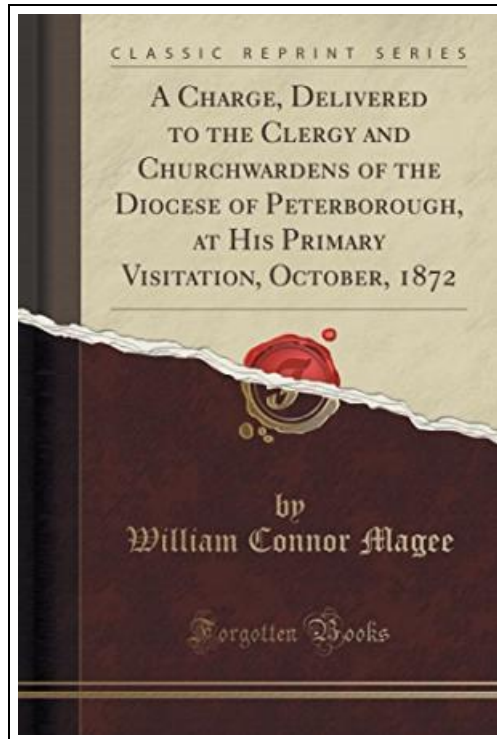 CLASSIC REPRINT SERIES
A CHARGE, DELIVERED
TO THE CLERGY AND
CHURCHWARDENS OF THE
DIOCESE OF PETERBOROUGH,
AT HIS PRIMARY
VISITATION, OCTOBER, 1872
by
William Connor Magee
Forgotten Books